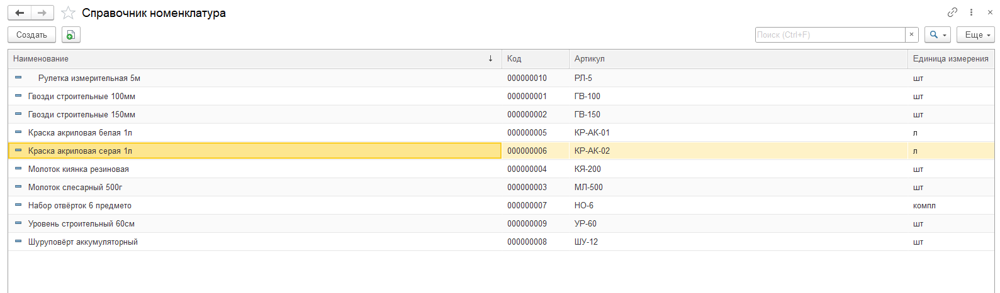 Справочник номенклатура
Создать Поиск (Ctrl+F) × Еще
Наименование ↓ Код Артикул Единица измерения
Рулетка измерительная 5м 000000010 РЛ-5 шт
Гвозди строительные 100мм 000000001 ГВ-100 шт
Гвозди строительные 150мм 000000002 ГВ-150 шт
Краска акриловая белая 1л 000000005 КР-АК-01 л
Краска акриловая серая 1л 000000006 КР-АК-02 л
Молоток киянка резиновая 000000004 КЯ-200 шт
Молоток слесарный 500г 000000003 МЛ-500 шт
Набор отвёрток 6 предмето 000000007 НО-6 компл
Уровень строительный 60см 000000009 УР-60 шт
Шуруповёрт аккумуляторный 000000008 ШУ-12 шт